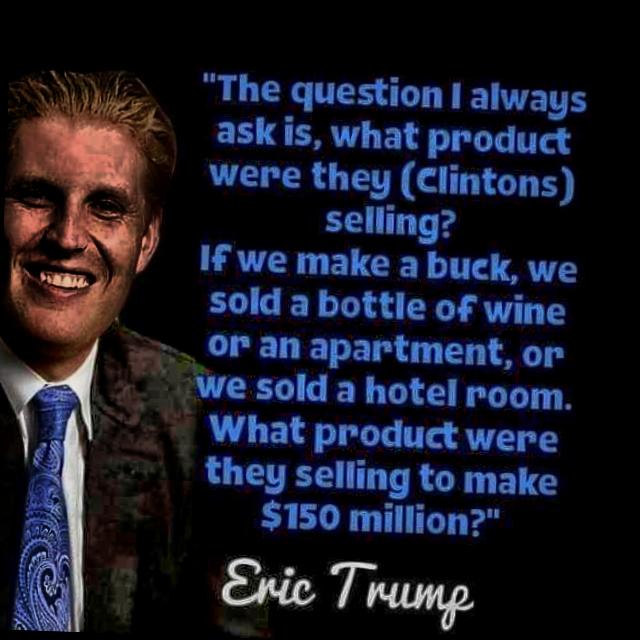 "The question I always
ask is, what product
were they (Clintons)
selling?
If we make a buck, we
sold a bottle of wine
or an apartment, or
we sold a hotel room.
What product were
they selling to make
$150 million?"
Eric Trump